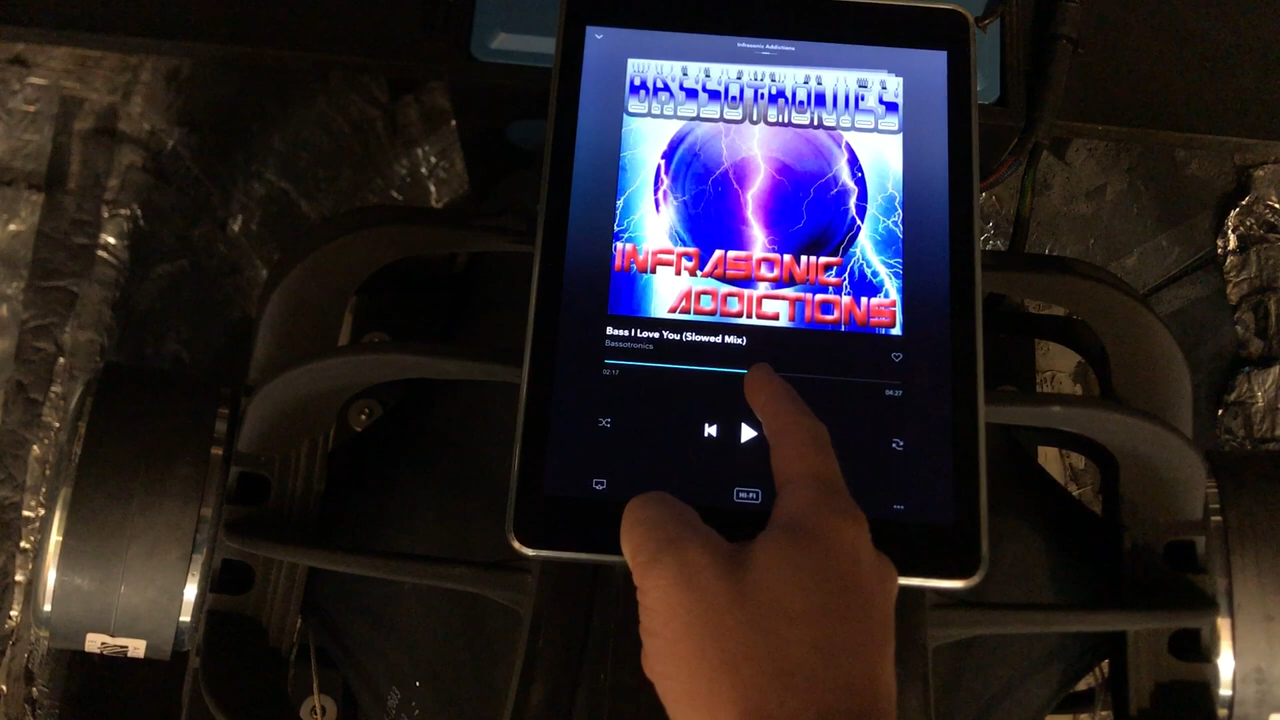 Infrasonic Addictions
BASSOTRONICS
INFRASONIC
ADDICTIONS
Bass I Love You (Slowed Mix)
Bassotronics
02:17
04:27
HI-FI